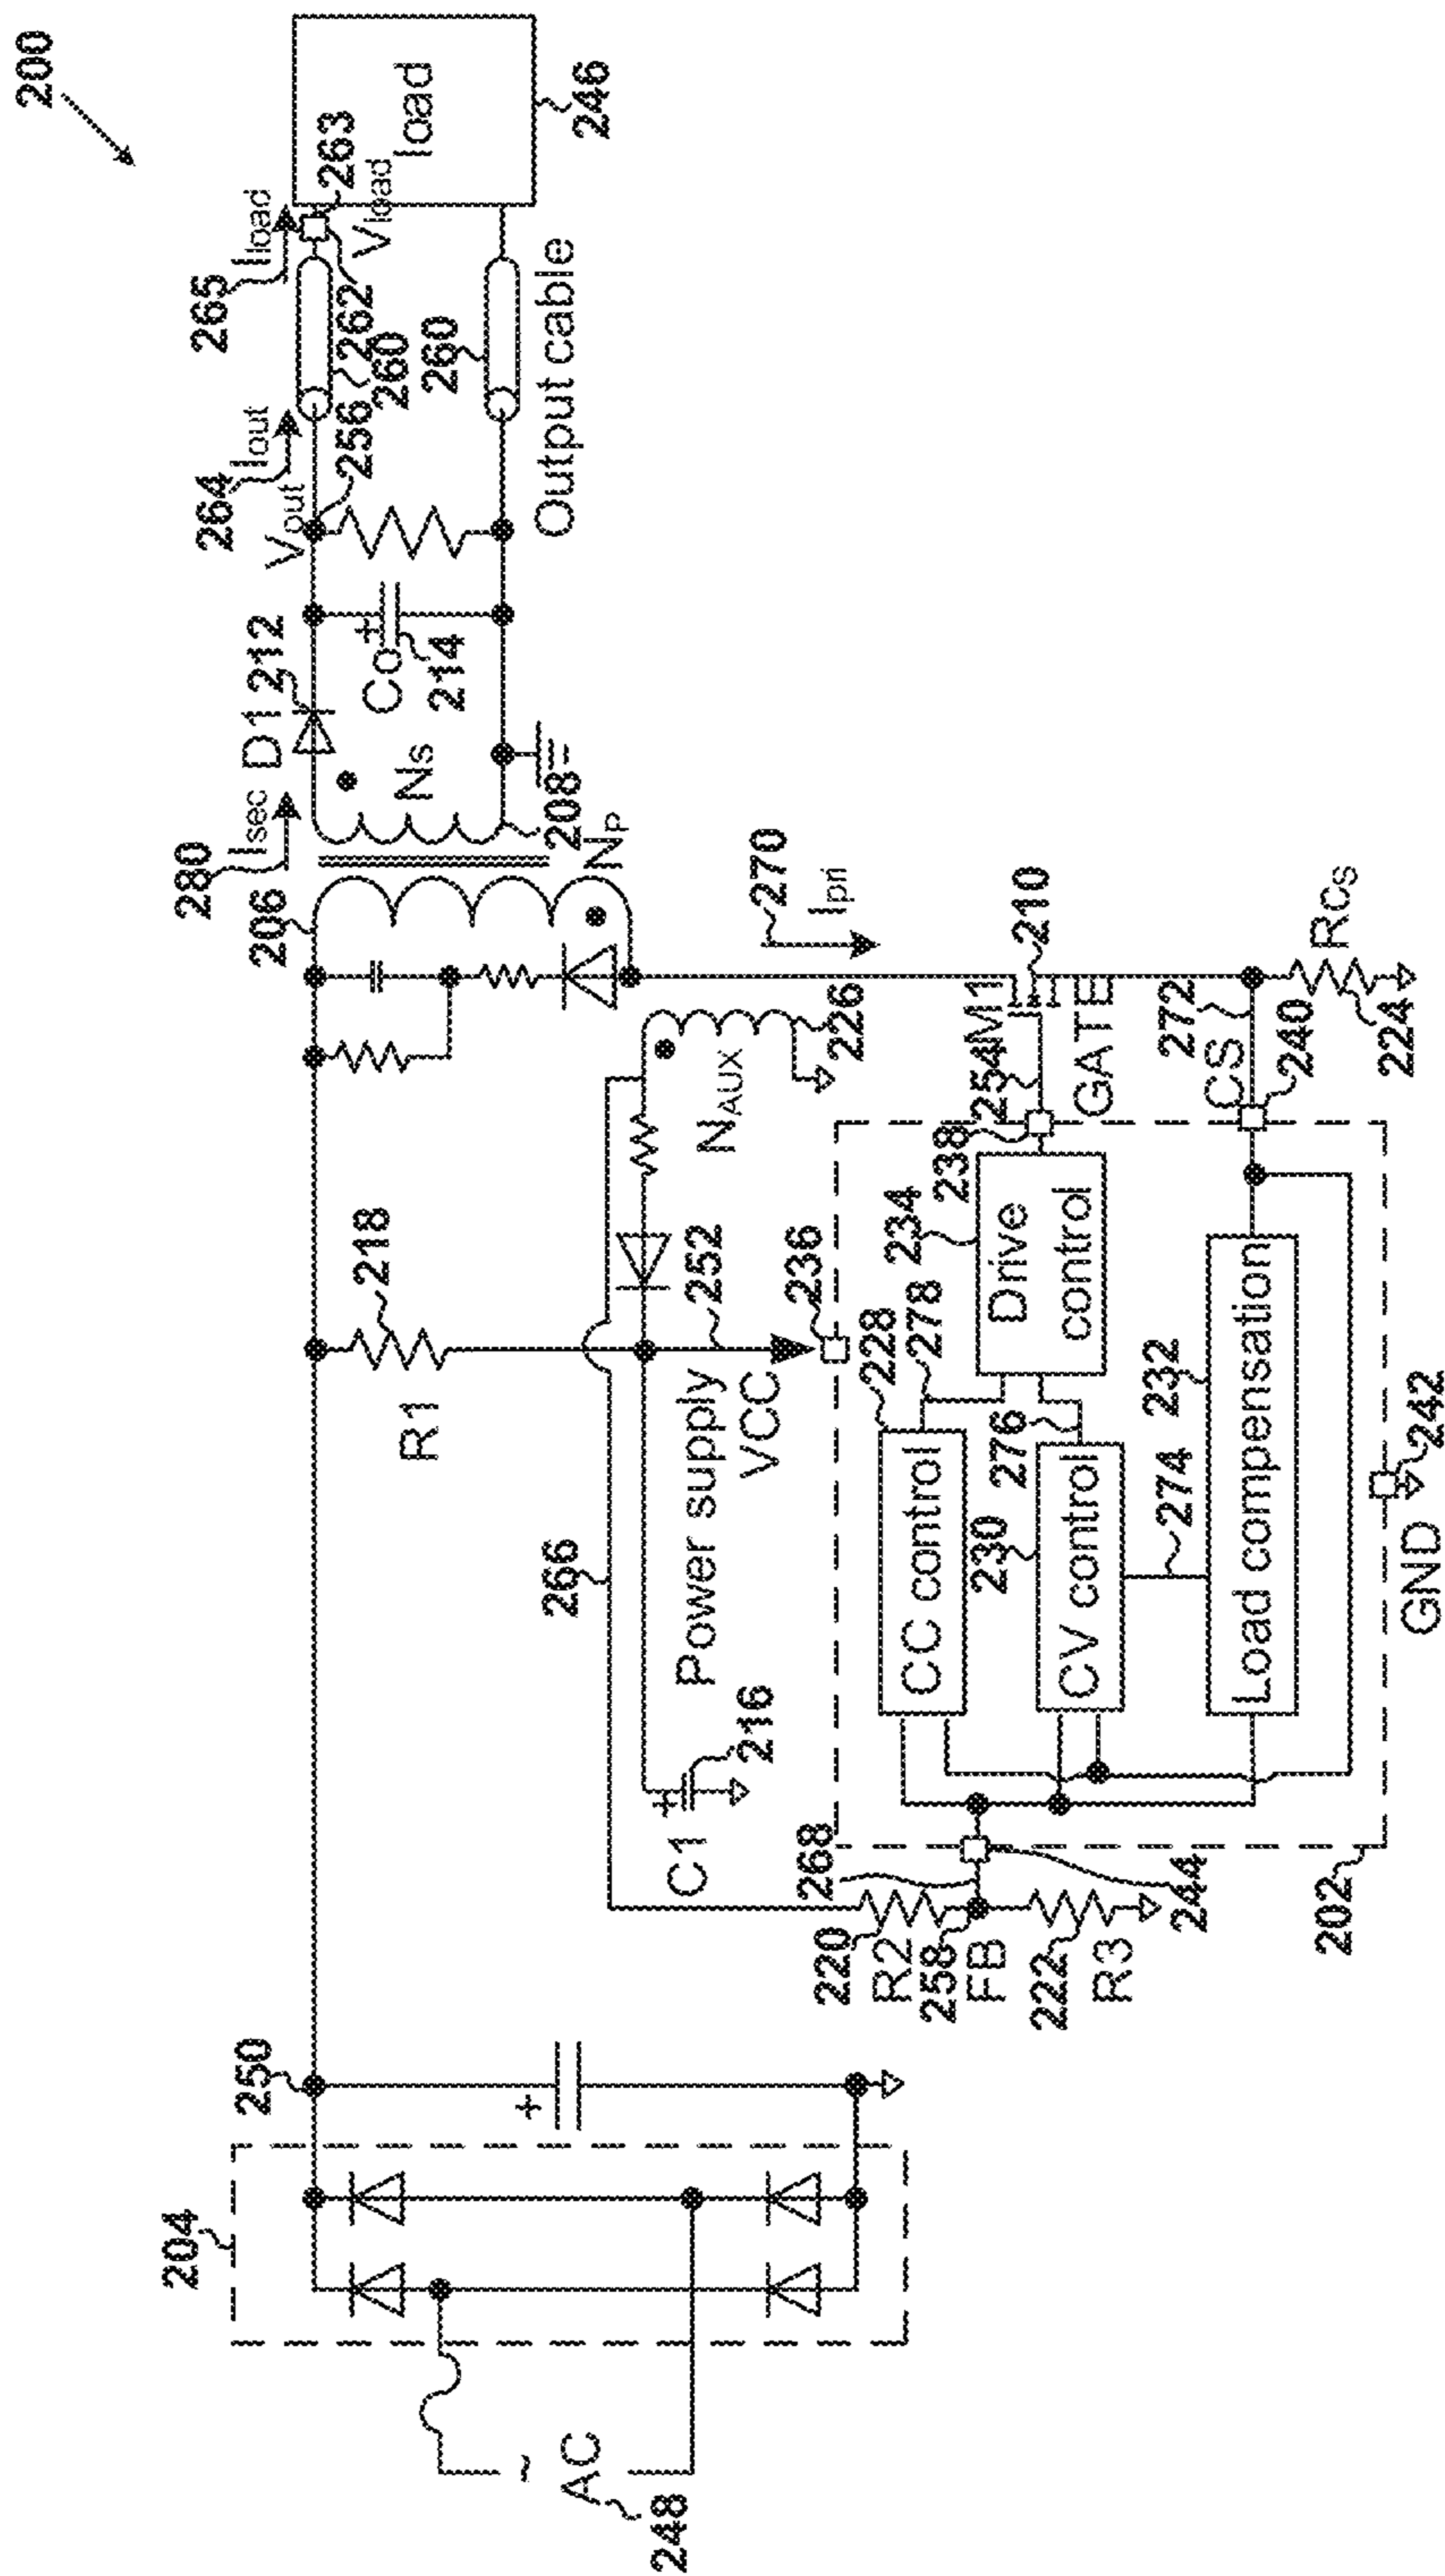 200
265
Iload
263
Vload
load
246
264
Iout
Vout
256
262
260
260
Output cable
280
Isec
D1
212
Co
214
Ns
208
206
NP
270
Ipri
210
M1
254
GATE
272
CS
240
Rcs
224
226
NAUX
218
R1
252
236
Power supply
VCC
266
C1
216
228
278
234
238
Drive
control
CC control
230
276
CV control
274
232
Load compensation
242
GND
268
244
202
220
R2
258
FB
222
R3
250
204
~
AC
248
+
+
+